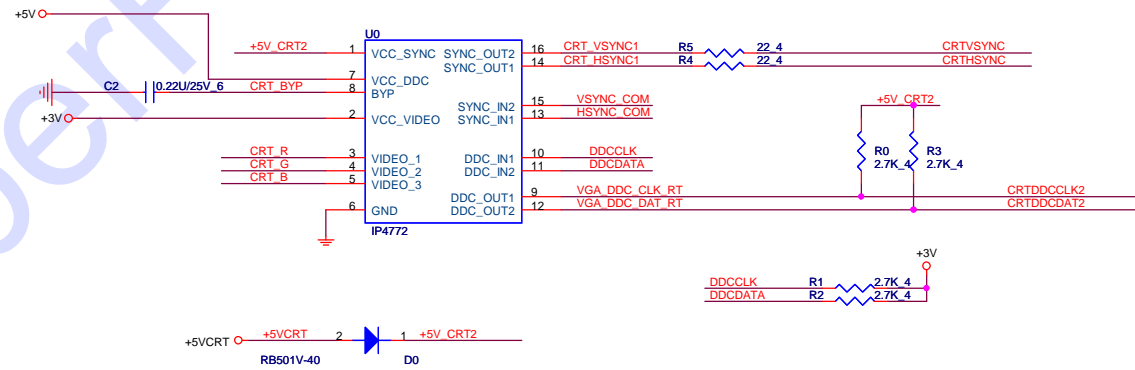 +5V
U0
+5V_CRT2 1 VCC_SYNC SYNC_OUT2 16 CRT_VSYNC1 R5 22_4 CRTVSYNC
SYNC_OUT1 14 CRT_HSYNC1 R4 22_4 CRTHSYNC
7 VCC_DDC
C2 0.22U/25V_6 CRT_BYP 8 BYP
SYNC_IN2 15 VSYNC_COM +5V_CRT2
+3V 2 VCC_VIDEO SYNC_IN1 13 HSYNC_COM
CRT_R 3 VIDEO_1 DDC_IN1 10 DDCCLK R0 R3
CRT_G 4 VIDEO_2 DDC_IN2 11 DDCDATA 2.7K_4 2.7K_4
CRT_B 5 VIDEO_3
DDC_OUT1 9 VGA_DDC_CLK_RT CRTDDCCLK2
6 GND DDC_OUT2 12 VGA_DDC_DAT_RT CRTDDCDAT2
IP4772
+3V
DDCCLK R1 2.7K_4
DDCDATA R2 2.7K_4
+5VCRT +5VCRT 2 1 +5V_CRT2
RB501V-40 D0